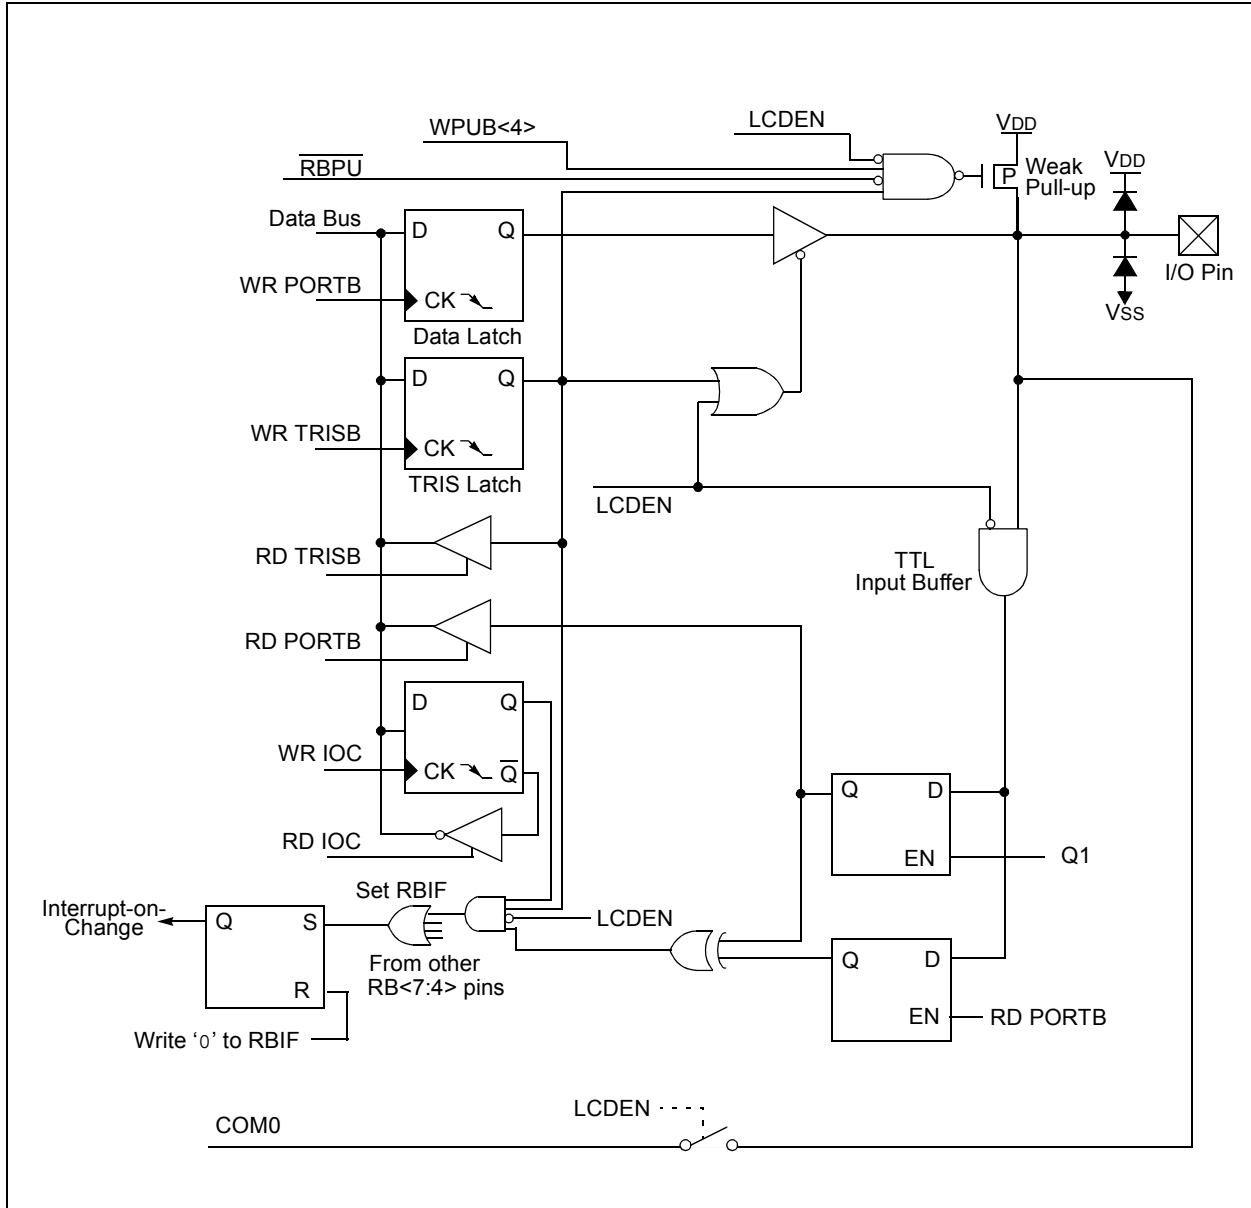 WPUB<4>
LCDEN
VDD
RBPU
P
Weak
Pull-up
VDD
Data Bus
D
Q
I/O Pin
WR PORTB
CK
VSS
Data Latch
D
Q
WR TRISB
CK
TRIS Latch
LCDEN
RD TRISB
TTL
Input Buffer
RD PORTB
D
Q
WR IOC
CK
Q
Q
D
RD IOC
EN
Q1
Set RBIF
Interrupt-on-
Change
Q
S
LCDEN
From other
RB<7:4> pins
Q
D
R
EN
RD PORTB
Write ‘0’ to RBIF
LCDEN
COM0